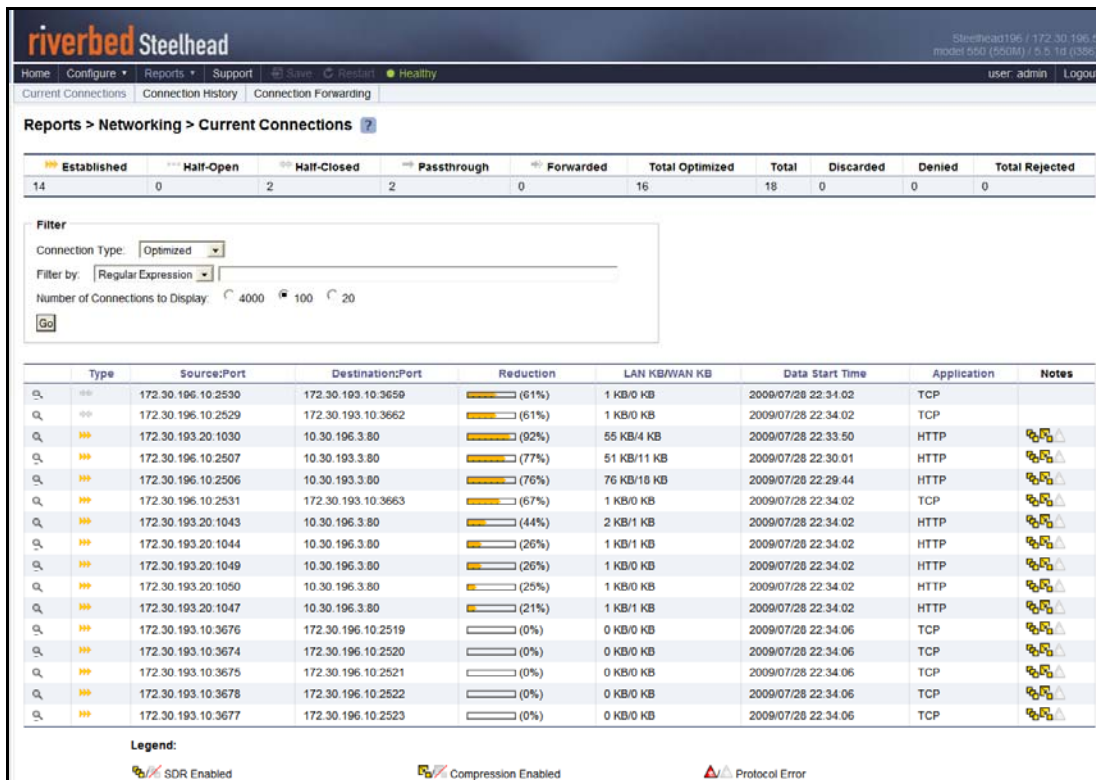 riverbed Steelhead
Steelhead196 / 172.30.196.5
model 550 (550M) / 5.5.1d (i386
Home Configure Reports Support Save Restart Healthy user: admin Logou
Current Connections Connection History Connection Forwarding
Reports > Networking > Current Connections ?
Established Half-Open Half-Closed Passthrough Forwarded Total Optimized Total Discarded Denied Total Rejected
14 0 2 2 0 16 18 0 0 0
Filter
Connection Type: Optimized
Filter by: Regular Expression
Number of Connections to Display: 4000 100 20
Go
Type Source:Port Destination:Port Reduction LAN KB/WAN KB Data Start Time Application Notes
172.30.196.10:2530 172.30.193.10:3659 (61%) 1 KB/0 KB 2009/07/28 22:34:02 TCP
172.30.196.10:2529 172.30.193.10:3662 (61%) 1 KB/0 KB 2009/07/28 22:34:02 TCP
172.30.193.20:1030 10.30.196.3:80 (92%) 55 KB/4 KB 2009/07/28 22:33:50 HTTP
172.30.196.10:2507 10.30.193.3:80 (77%) 51 KB/11 KB 2009/07/28 22:30:01 HTTP
172.30.196.10:2506 10.30.193.3:80 (76%) 76 KB/18 KB 2009/07/28 22:29:44 HTTP
172.30.196.10:2531 172.30.193.10:3663 (67%) 1 KB/0 KB 2009/07/28 22:34:02 TCP
172.30.193.20:1043 10.30.196.3:80 (44%) 2 KB/1 KB 2009/07/28 22:34:02 HTTP
172.30.193.20:1044 10.30.196.3:80 (26%) 1 KB/1 KB 2009/07/28 22:34:02 HTTP
172.30.193.20:1049 10.30.196.3:80 (26%) 1 KB/0 KB 2009/07/28 22:34:02 HTTP
172.30.193.20:1050 10.30.196.3:80 (25%) 1 KB/0 KB 2009/07/28 22:34:02 HTTP
172.30.193.20:1047 10.30.196.3:80 (21%) 1 KB/1 KB 2009/07/28 22:34:02 HTTP
172.30.193.10:3676 172.30.196.10:2519 (0%) 0 KB/0 KB 2009/07/28 22:34:06 TCP
172.30.193.10:3674 172.30.196.10:2520 (0%) 0 KB/0 KB 2009/07/28 22:34:06 TCP
172.30.193.10:3675 172.30.196.10:2521 (0%) 0 KB/0 KB 2009/07/28 22:34:06 TCP
172.30.193.10:3678 172.30.196.10:2522 (0%) 0 KB/0 KB 2009/07/28 22:34:06 TCP
172.30.193.10:3677 172.30.196.10:2523 (0%) 0 KB/0 KB 2009/07/28 22:34:06 TCP
Legend:
SDR Enabled Compression Enabled Protocol Error